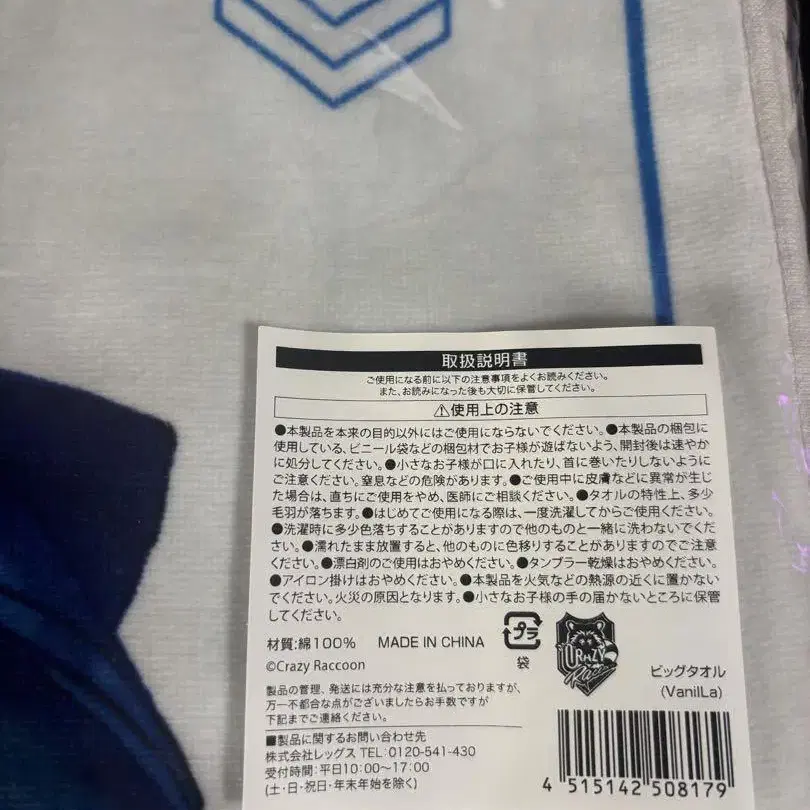 取扱説明書
ご使用になる前に以下の注意事項をよくお読みください。
また、お読みになった後も大切に保管してください。
⚠使用上の注意
●本製品を本来の目的以外にはご使用にならないでください。●本製品の梱包に
使用している、ビニール袋などの梱包材でお子様が遊ばないよう、開封後は速やか
に処分してください。●小さなお子様が口に入れたり、首に巻いたりしないように
ご注意ください。窒息などの危険があります。●ご使用中に皮膚などに異常が生じ
た場合は、直ちにご使用をやめ、医師にご相談ください。●タオルの特性上、多少
毛羽が落ちます。●はじめてご使用になる際は、一度洗濯してからご使用ください。
●洗濯時に多少色落ちすることがありますので他のものと一緒に洗わないでくだ
さい。●濡れたまま放置すると、他のものに色移りすることがありますのでご注意
ください。●漂白剤のご使用はおやめください。●タンブラー乾燥はおやめください。
●アイロン掛けはおやめください。●本製品を火気などの熱源の近くに置かない
でください。火災の原因となります。●小さなお子様の手の届かないところに保管
してください。
材質:綿100% MADE IN CHINA
プラ
袋
CRAZY
Raccoon
©Crazy Raccoon
ビッグタオル
(VanilLa)
製品の管理、発送には充分な注意を払っておりますが、
万一不都合な点がございましたらお手数ですが
下記までご連絡ください。
■製品に関するお問い合わせ先
株式会社レッグス TEL:0120-541-430
受付時間:平日10:00〜17:00
(土・日・祝日・年末年始を除く)
4 515142 508179